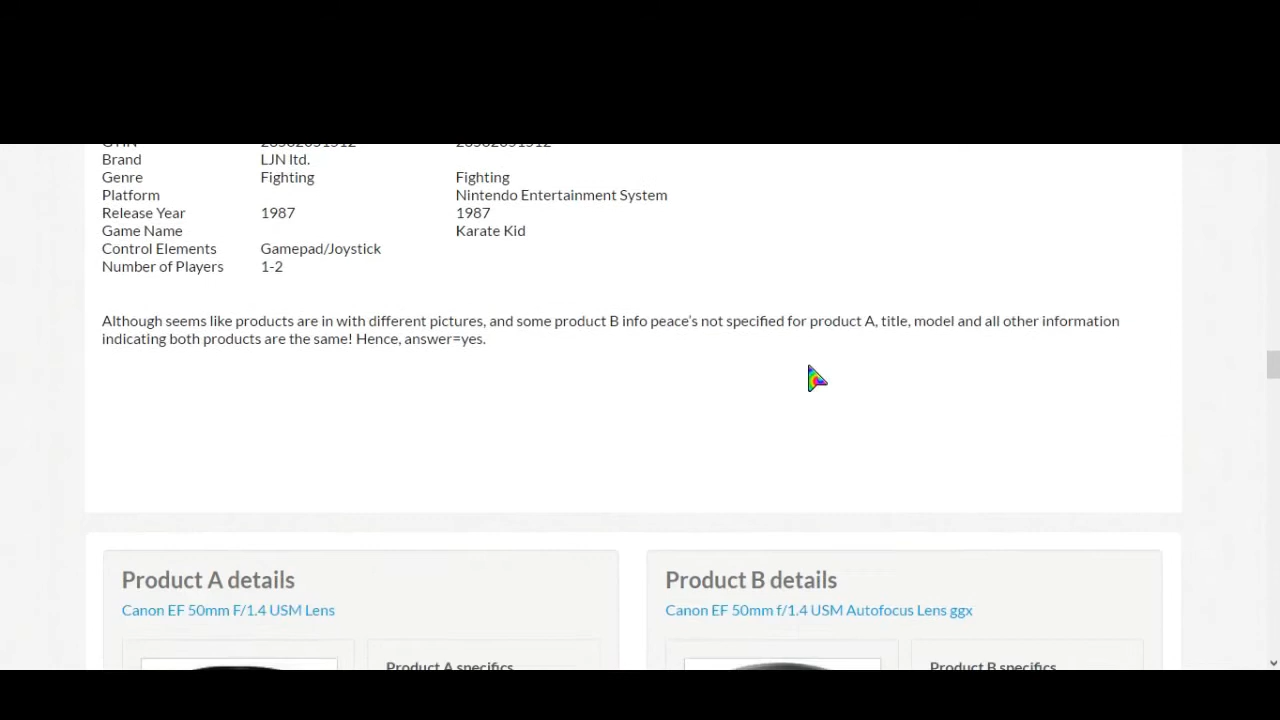 Brand LJN ltd.
Genre Fighting Fighting
Platform Nintendo Entertainment System
Release Year 1987 1987
Game Name Karate Kid
Control Elements Gamepad/Joystick
Number of Players 1-2
Although seems like products are in with different pictures, and some product B info peace's not specified for product A, title, model and all other information
indicating both products are the same! Hence, answer=yes.
Product A details Product B details
Canon EF 50mm F/1.4 USM Lens Canon EF 50mm f/1.4 USM Autofocus Lens ggx
Product A specifics Product B specifics